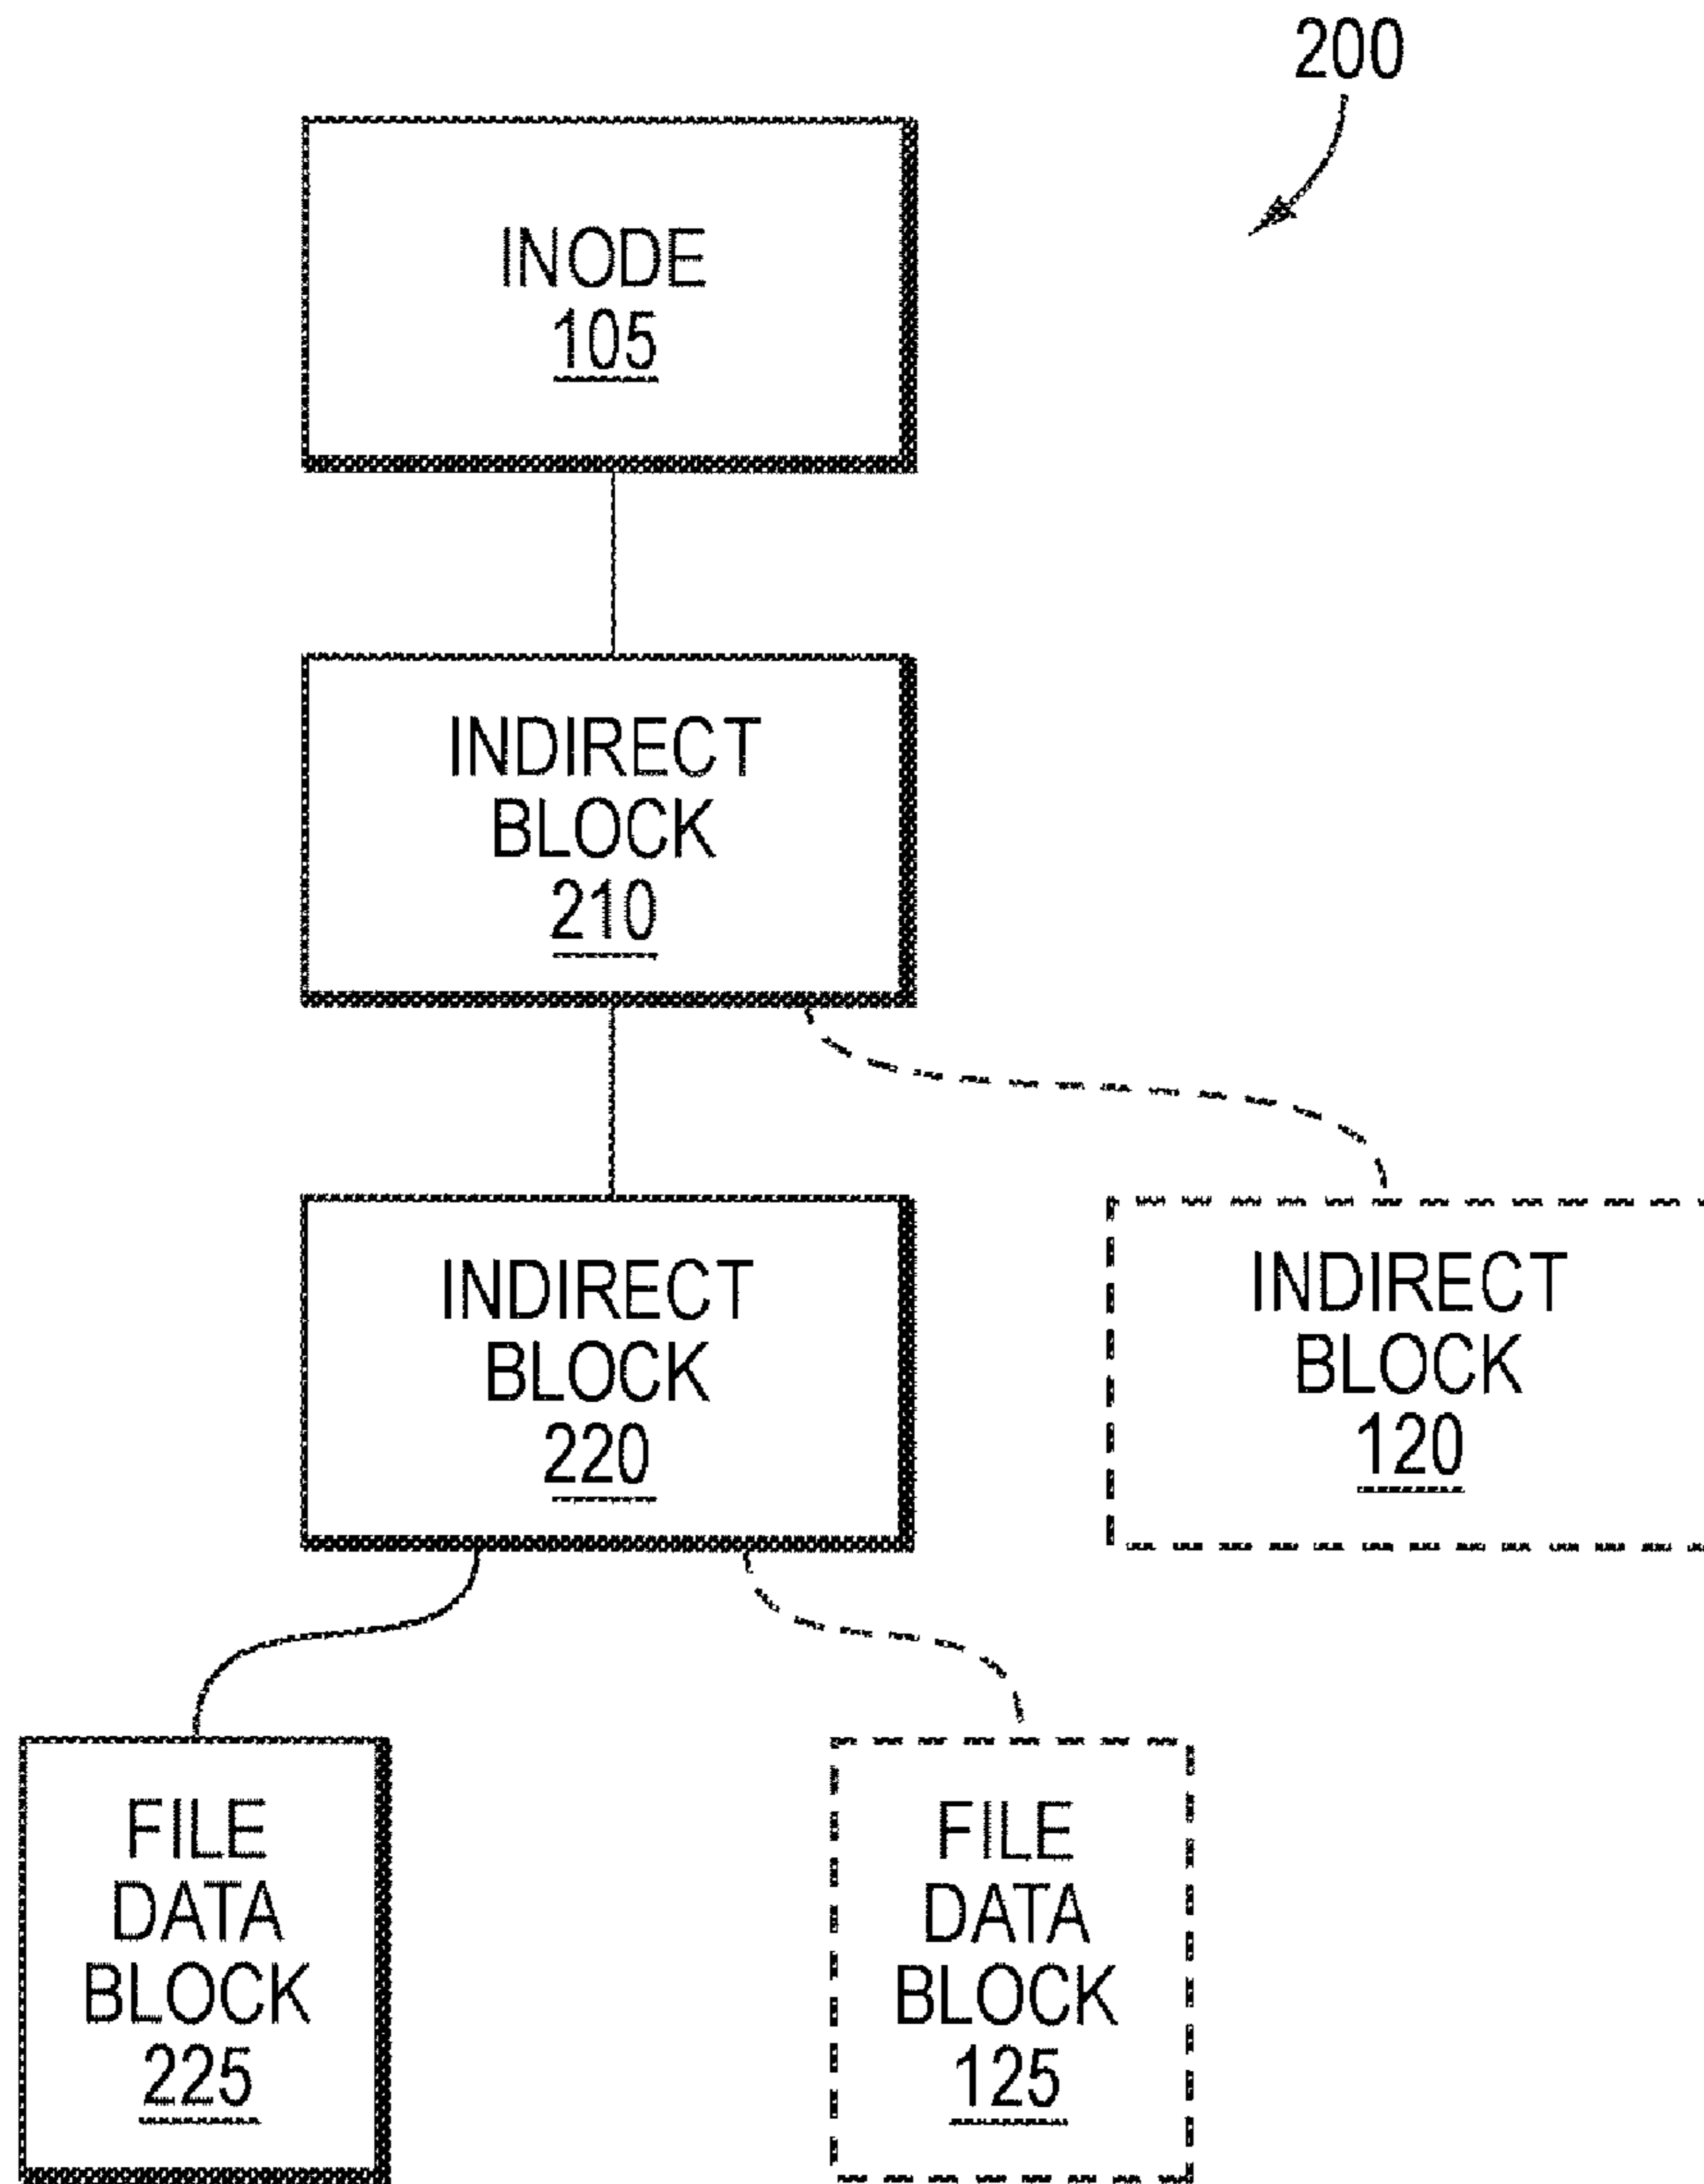 200
INODE
105
INDIRECT
BLOCK
210
INDIRECT
BLOCK
220
INDIRECT
BLOCK
120
FILE
DATA
BLOCK
225
FILE
DATA
BLOCK
125